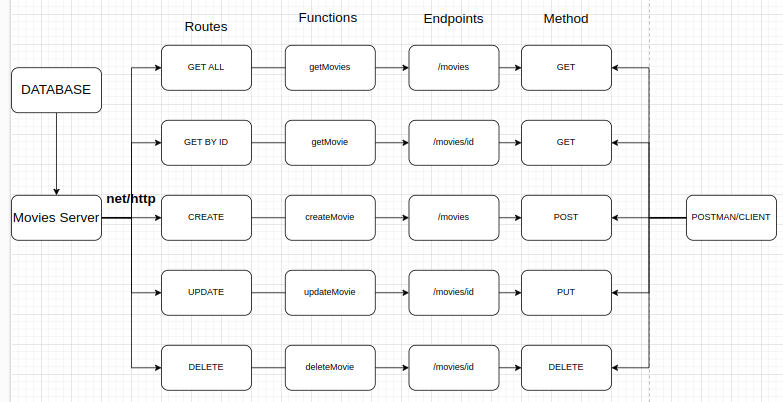 Routes Functions Endpoints Method
GET ALL getMovies /movies GET
DATABASE
GET BY ID getMovie /movies/id GET
net/http
Movies Server CREATE createMovie /movies POST POSTMAN/CLIENT
UPDATE updateMovie /movies/id PUT
DELETE deleteMovie /movies/id DELETE